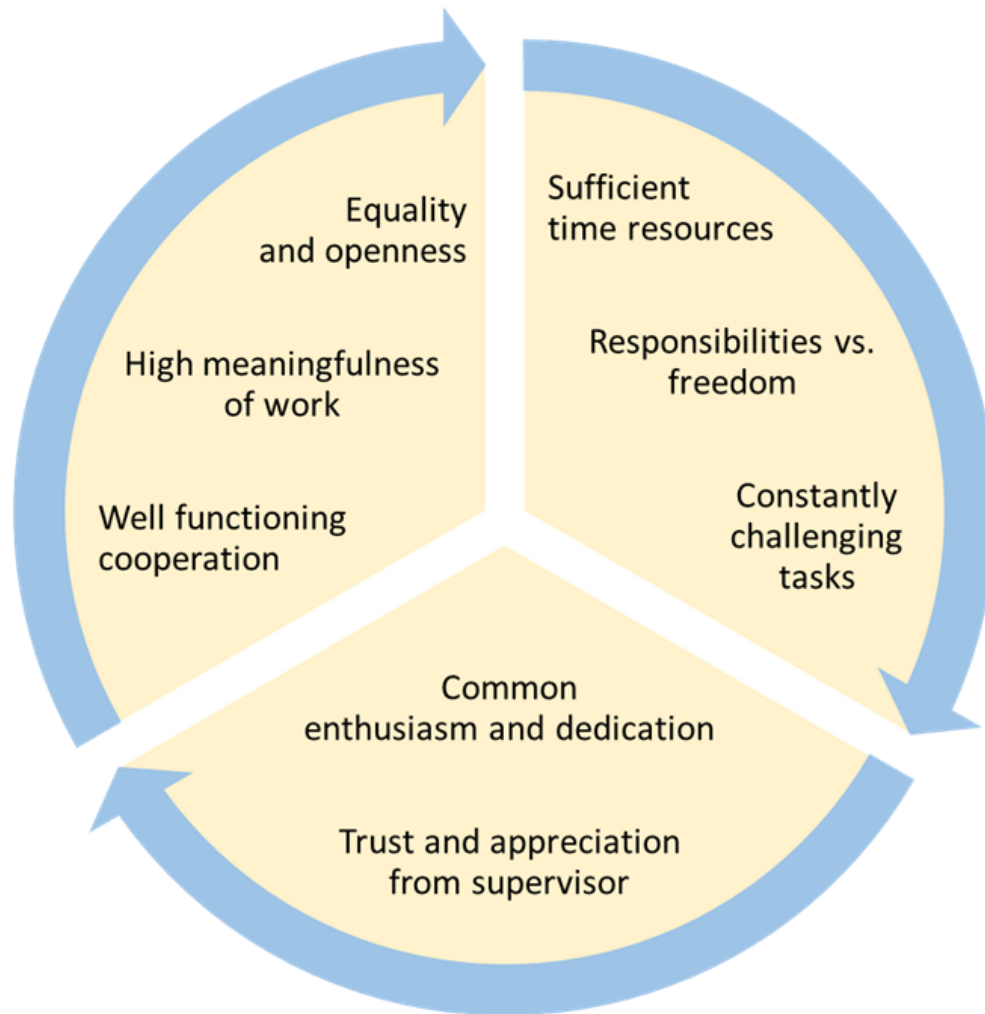 Equality
and openness
High meaningfulness
of work
Well functioning
cooperation
Sufficient
time resources
Responsibilities vs.
freedom
Constantly
challenging
tasks
Common
enthusiasm and dedication
Trust and appreciation
from supervisor